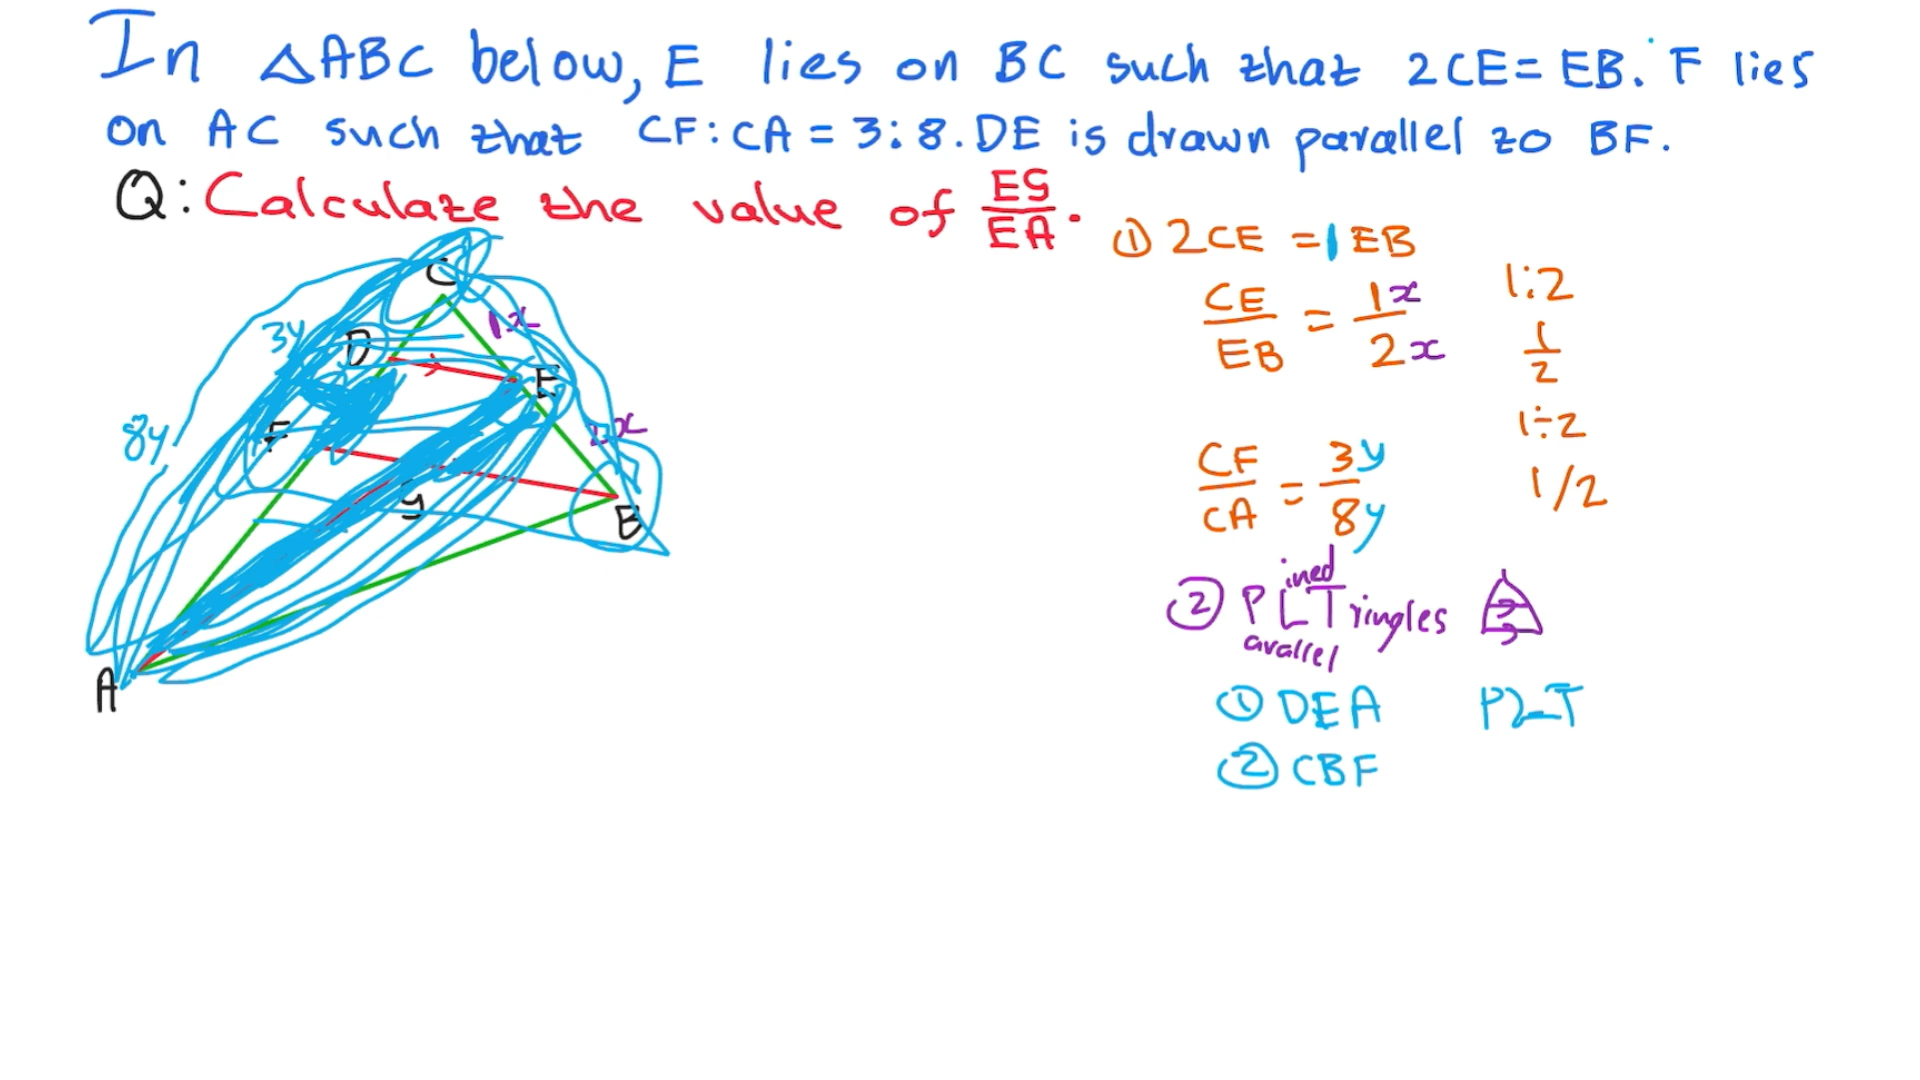 In △ABC below, E lies on BC such that 2CE = EB. F lies
on AC such that CF:CA = 3:8. DE is drawn parallel to BF.
Q: Calculate the value of EG/EA.
① 2CE = 1EB
CE/EB = 1x/2x
1:2
1/2
1÷2
1/2
CF/CA = 3y/8y
② P L ined Triangles
arallel
① DEA PLT
② CBF
C
1x
3y
D
E
8y
F
2x
G
B
A